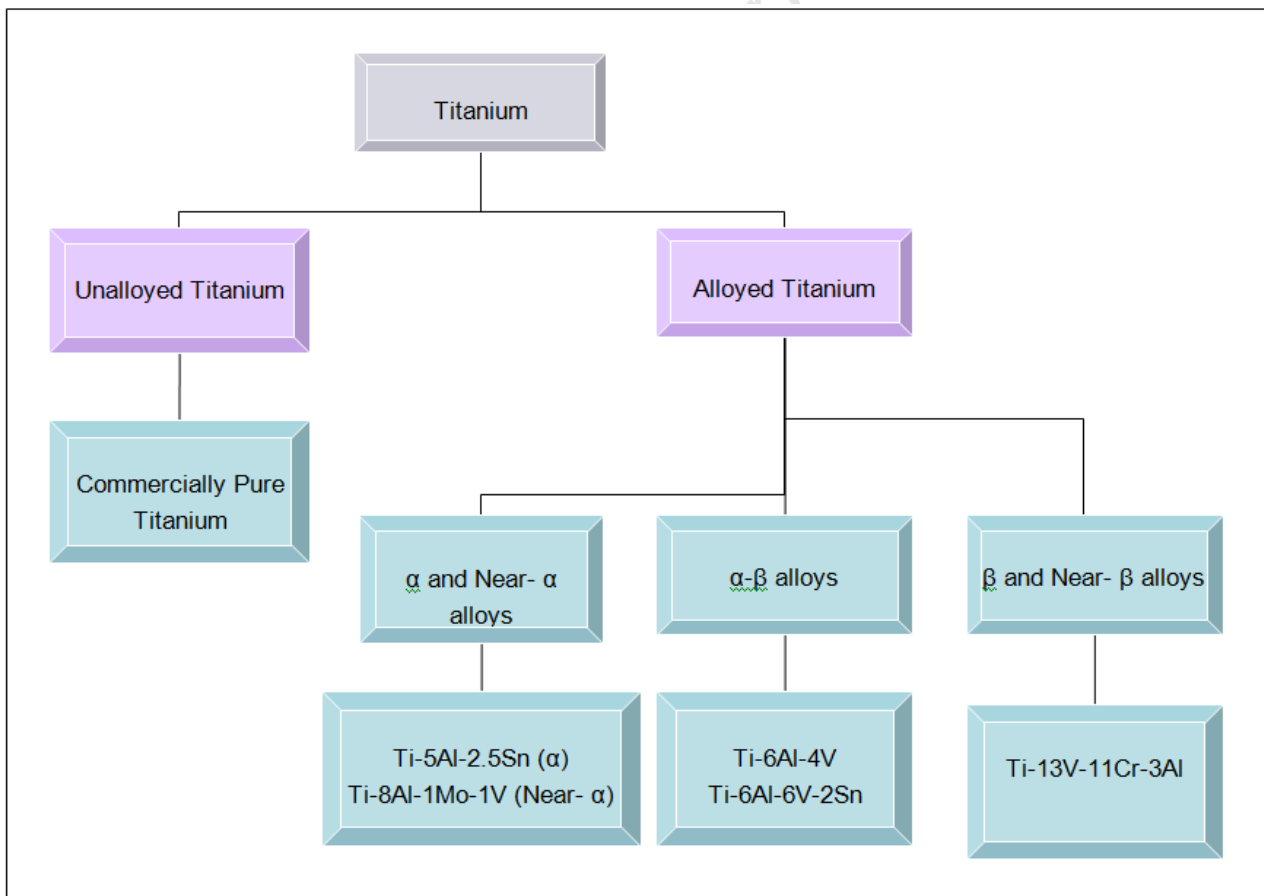 Titanium
Unalloyed Titanium
Alloyed Titanium
Commercially Pure
Titanium
α and Near- α
alloys
α-β alloys
β and Near- β alloys
Ti-5Al-2.5Sn (α)
Ti-8Al-1Mo-1V (Near- α)
Ti-6Al-4V
Ti-6Al-6V-2Sn
Ti-13V-11Cr-3Al